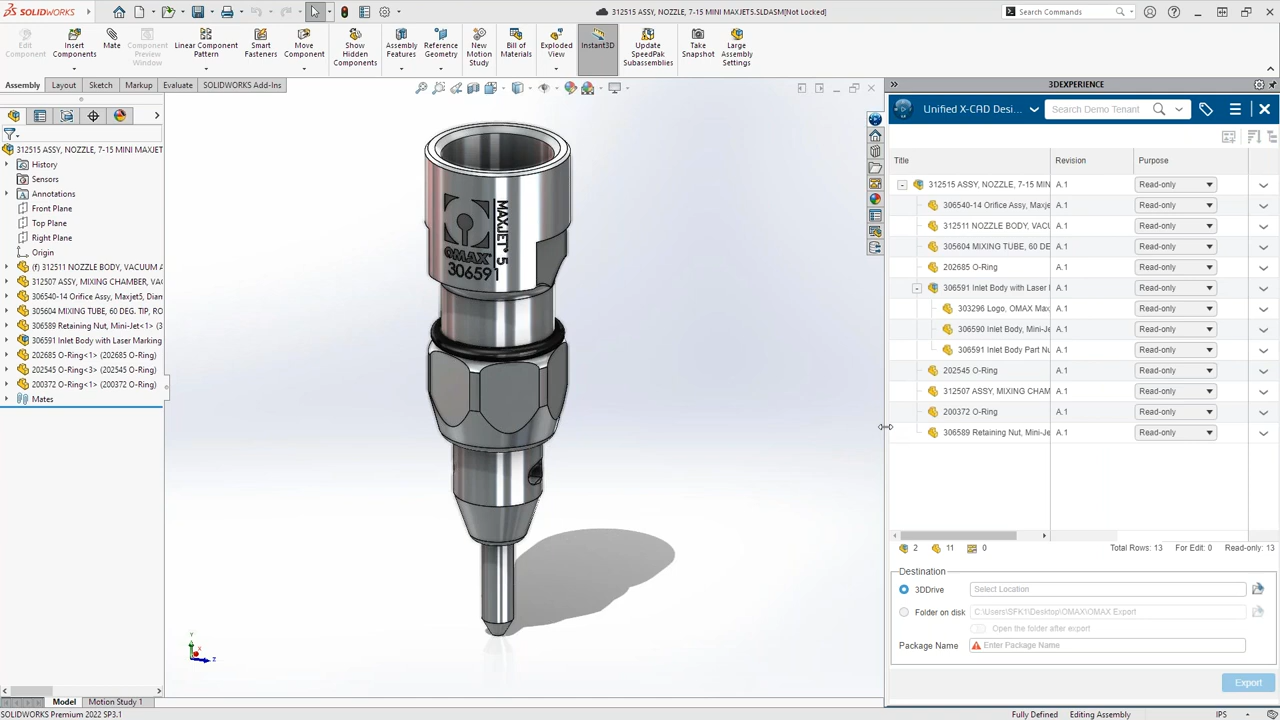 SOLIDWORKS
312515 ASSY, NOZZLE, 7-15 MINI MAXJET5.SLDASM[Not Locked]
Search Commands
Edit Component
Insert Components
Mate
Component Preview Window
Linear Component Pattern
Smart Fasteners
Move Component
Show Hidden Components
Assembly Features
Reference Geometry
New Motion Study
Bill of Materials
Exploded View
Instant3D
Update SpeedPak Subassemblies
Take Snapshot
Large Assembly Settings
Assembly Layout Sketch Markup Evaluate SOLIDWORKS Add-Ins
3DEXPERIENCE
Unified X-CAD Desi...
Search Demo Tenant
312515 ASSY, NOZZLE, 7-15 MINI MAXJET
History
Sensors
Annotations
Front Plane
Top Plane
Right Plane
Origin
(f) 312511 NOZZLE BODY, VACUUM A
312507 ASSY, MIXING CHAMBER, VA
306540-14 Orifice Assy, Maxjet5, Diam
305604 MIXING TUBE, 60 DEG. TIP, RO
306589 Retaining Nut, Mini-Jet<1> (3
306591 Inlet Body with Laser Marking
202685 O-Ring<1> (202685 O-Ring)
202545 O-Ring<3> (202545 O-Ring)
200372 O-Ring<1> (200372 O-Ring)
Mates
MAXJET® 5
OMAX
306591
Y
X
Z
Title Revision Purpose
312515 ASSY, NOZZLE, 7-15 MIN A.1 Read-only
306540-14 Orifice Assy, Maxje A.1 Read-only
312511 NOZZLE BODY, VACU A.1 Read-only
305604 MIXING TUBE, 60 DE A.1 Read-only
202685 O-Ring A.1 Read-only
306591 Inlet Body with Laser I A.1 Read-only
303296 Logo, OMAX Max A.1 Read-only
306590 Inlet Body, Mini-Je A.1 Read-only
306591 Inlet Body Part Nu A.1 Read-only
202545 O-Ring A.1 Read-only
312507 ASSY, MIXING CHAM A.1 Read-only
200372 O-Ring A.1 Read-only
306589 Retaining Nut, Mini-Je A.1 Read-only
2 11 0 Total Rows: 13 For Edit: 0 Read-only: 13
Destination
3DDrive Select Location
Folder on disk C:\Users\SFK1\Desktop\OMAX\OMAX Export
Open the folder after export
Package Name Enter Package Name
Export
Model Motion Study 1
SOLIDWORKS Premium 2022 SP3.1 Fully Defined Editing Assembly IPS